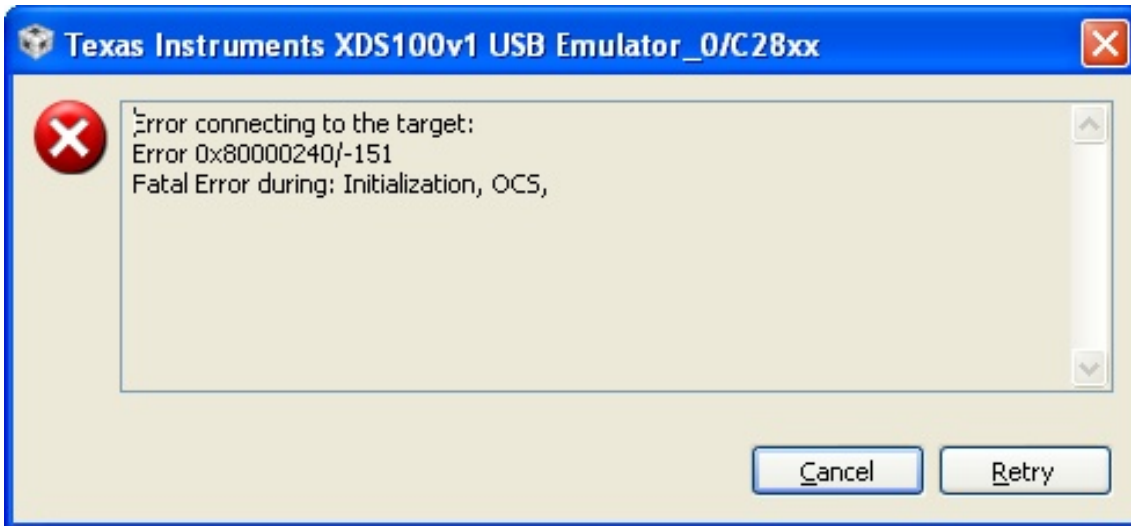 Texas Instruments XDS100v1 USB Emulator_0/C28xx
Error connecting to the target:
Error 0x80000240/-151
Fatal Error during: Initialization, OCS,
Cancel
Retry